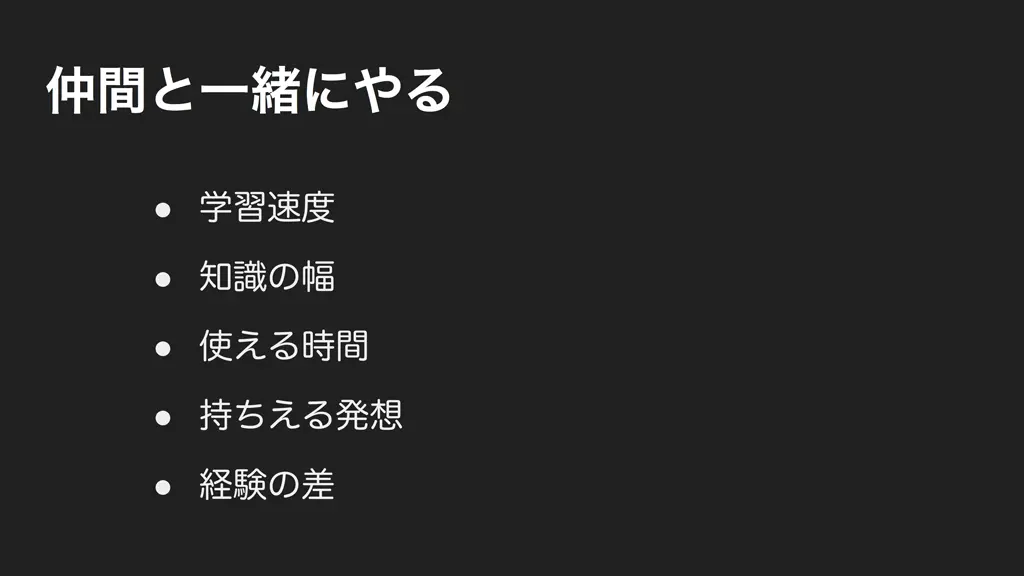 仲間と一緒にやる
● 学習速度
● 知識の幅
● 使える時間
● 持ちえる発想
● 経験の差